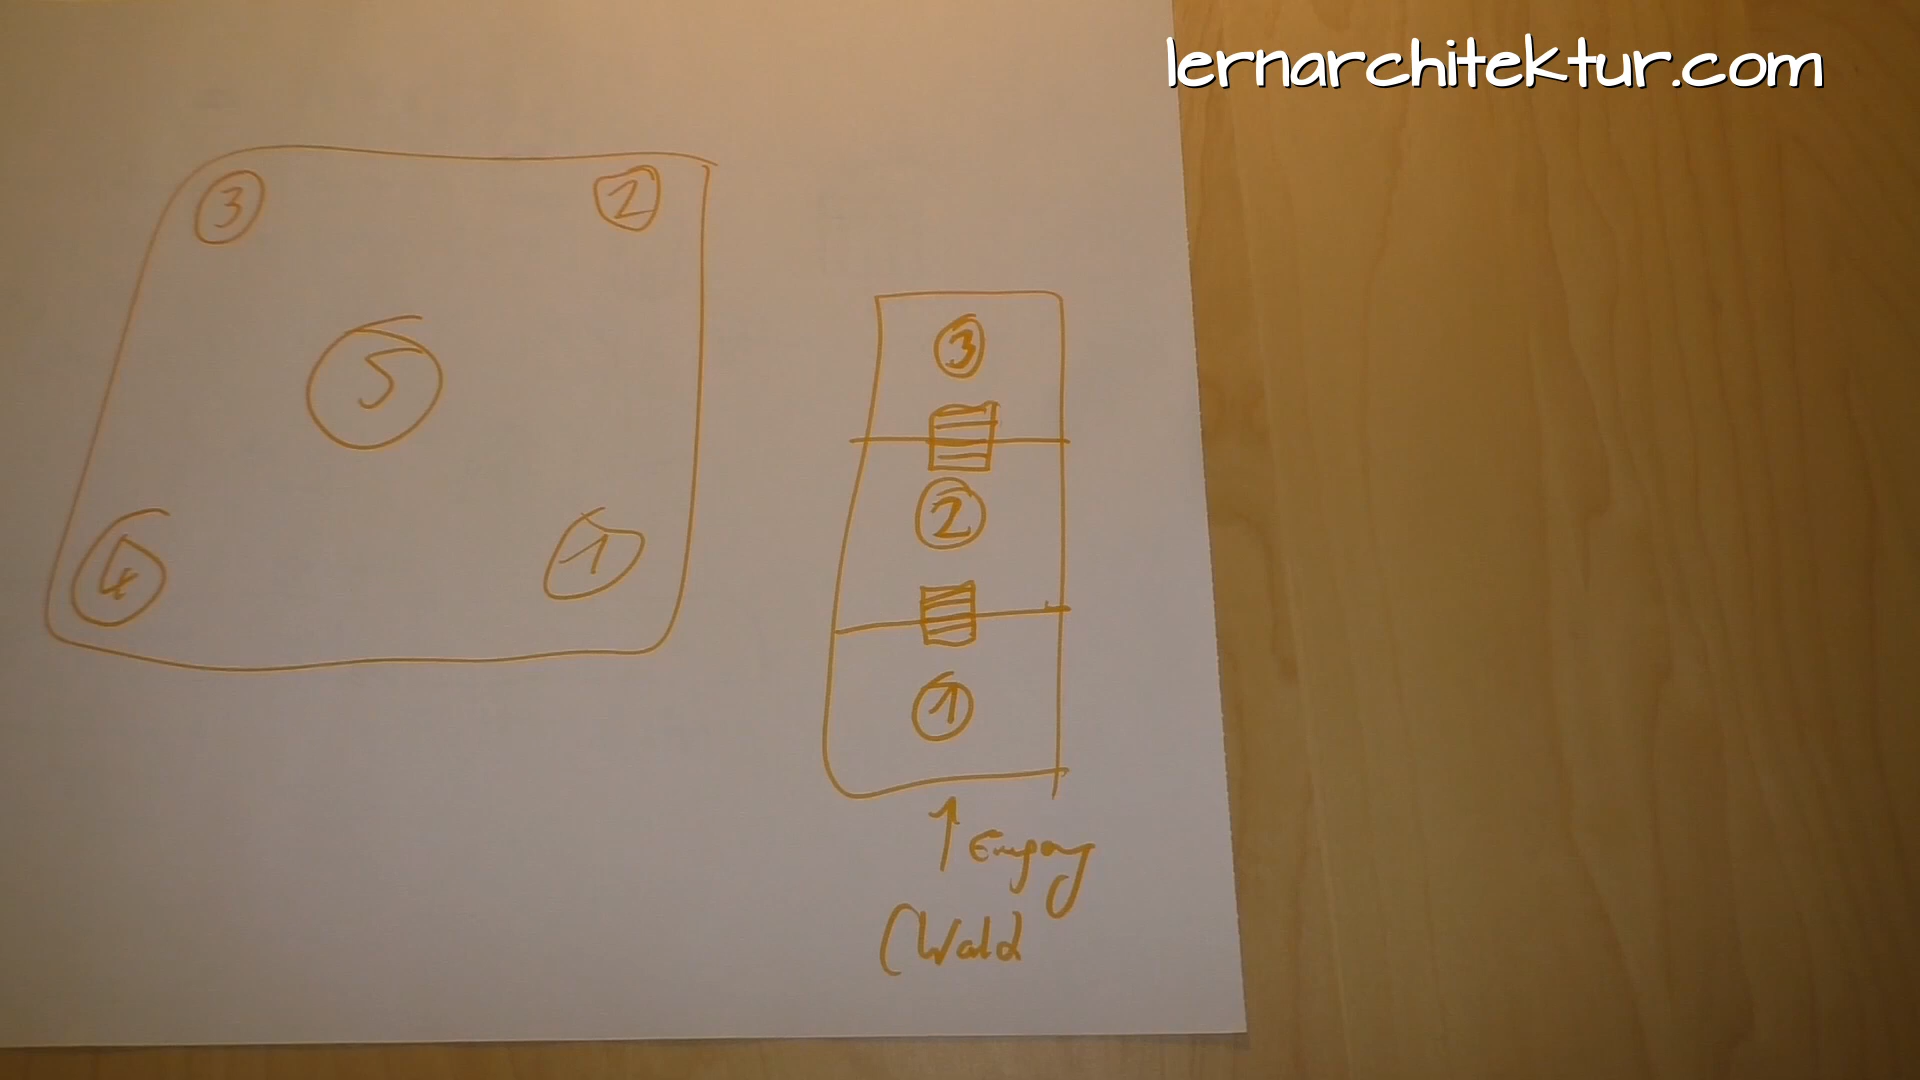 lernarchitektur.com
3 2
5
4 1
3
2
1
↑ Eingang
(Wald